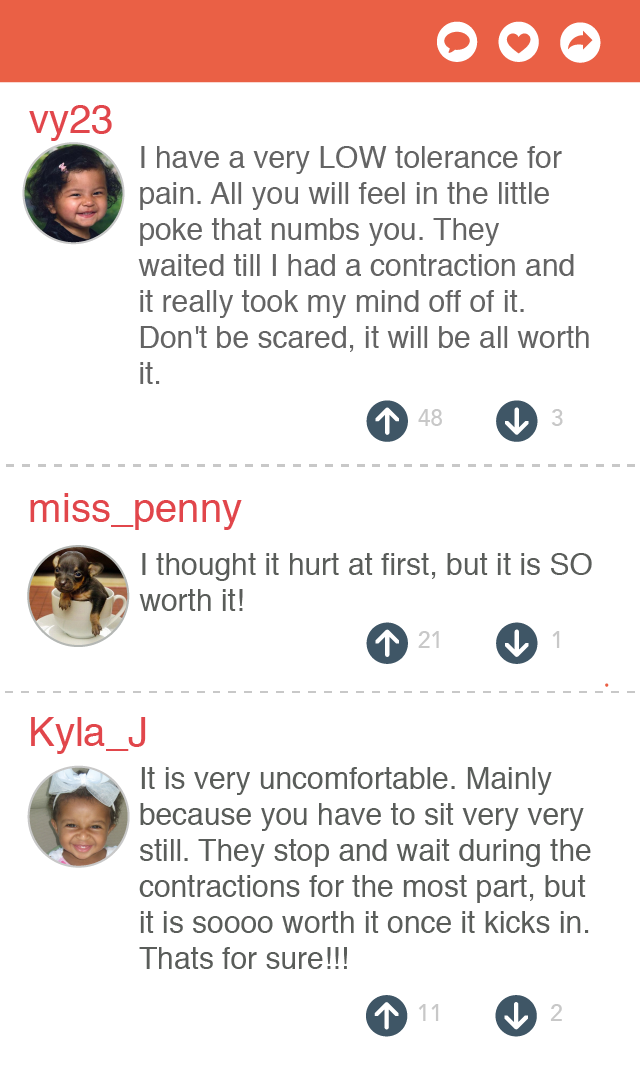 vy23
I have a very LOW tolerance for
pain. All you will feel in the little
poke that numbs you. They
waited till I had a contraction and
it really took my mind off of it.
Don't be scared, it will be all worth
it.
48 3
miss_penny
I thought it hurt at first, but it is SO
worth it!
21 1
Kyla_J
It is very uncomfortable. Mainly
because you have to sit very very
still. They stop and wait during the
contractions for the most part, but
it is soooo worth it once it kicks in.
Thats for sure!!!
11 2